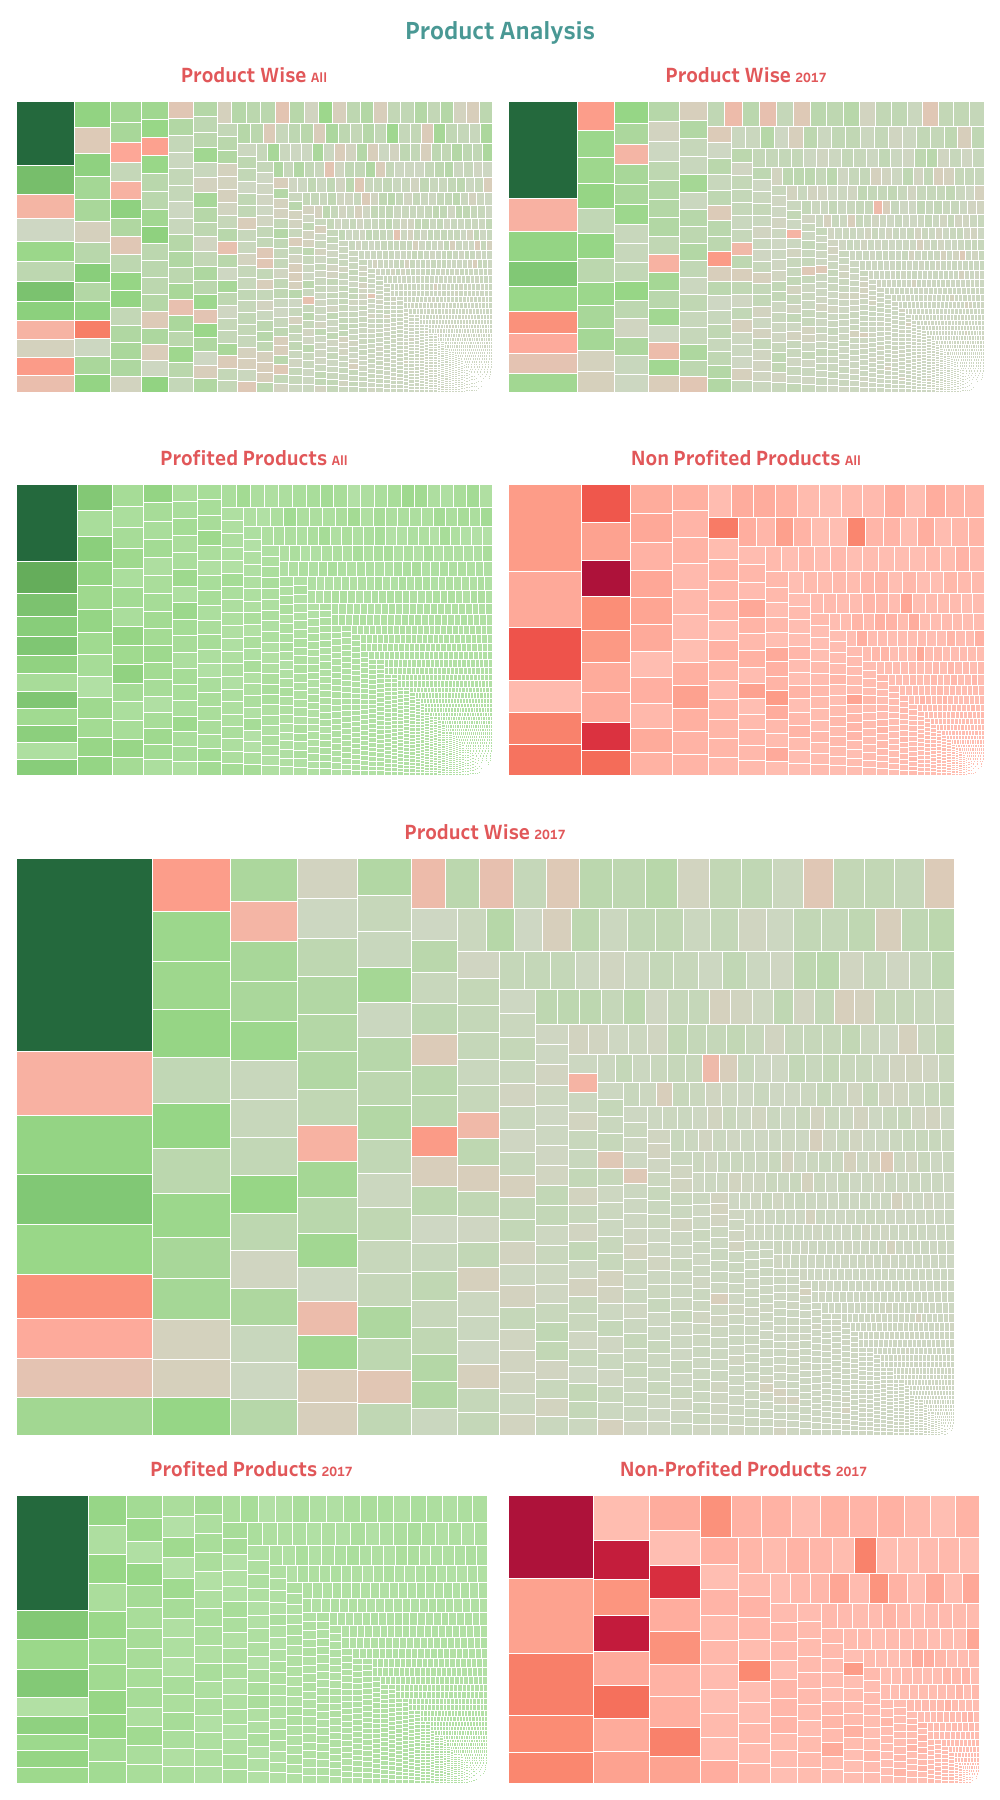 Product Analysis
Product Wise All
Product Wise 2017
Profited Products All
Non Profited Products All
Product Wise 2017
Profited Products 2017
Non-Profited Products 2017